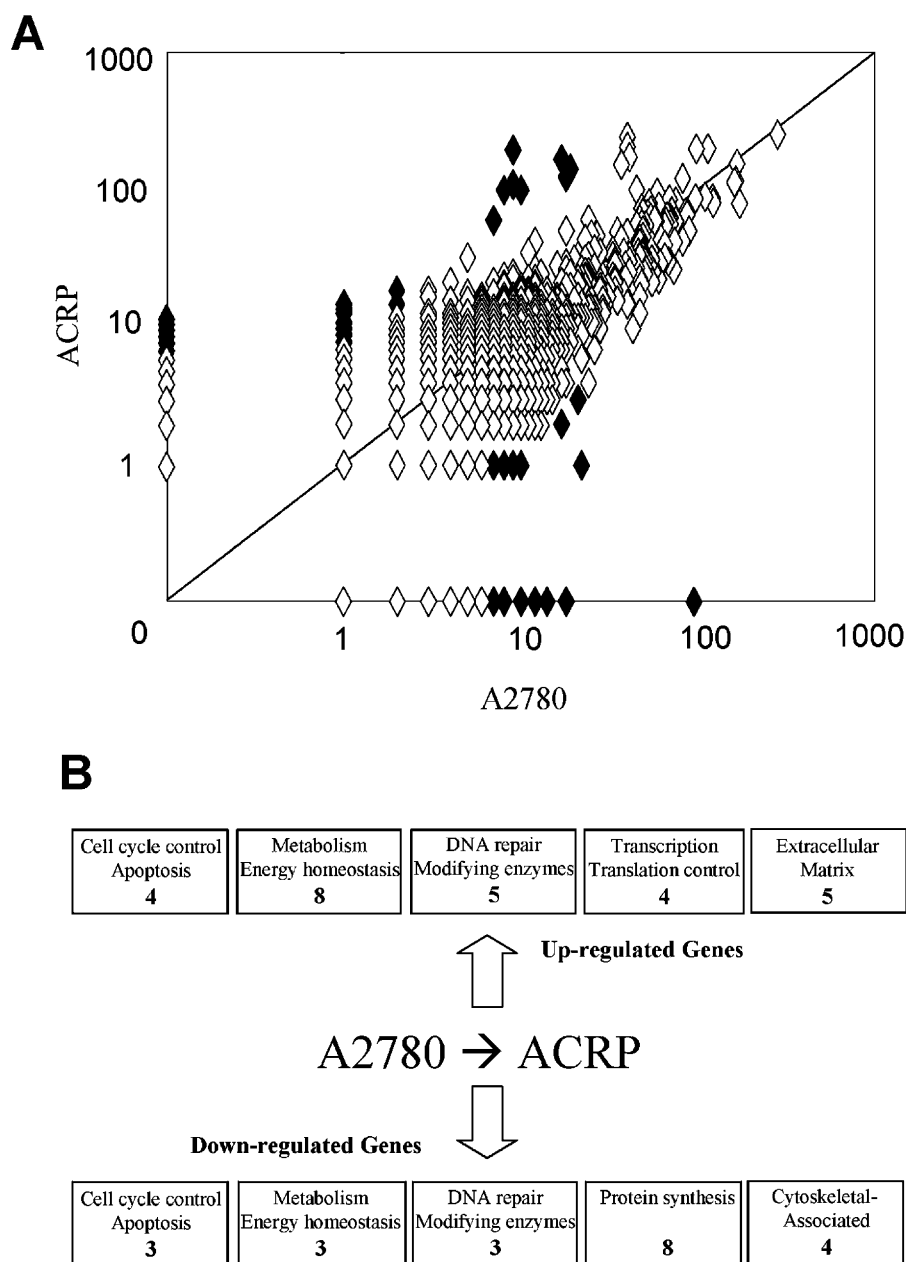 A
1000
100
10
1
0
ACRP
1
10
100
1000
A2780
B
Cell cycle control
Apoptosis
4
Metabolism
Energy homeostasis
8
DNA repair
Modifying enzymes
5
Transcription
Translation control
4
Extracellular
Matrix
5
Up-regulated Genes
A2780 → ACRP
Down-regulated Genes
Cell cycle control
Apoptosis
3
Metabolism
Energy homeostasis
3
DNA repair
Modifying enzymes
3
Protein synthesis
8
Cytoskeletal-
Associated
4